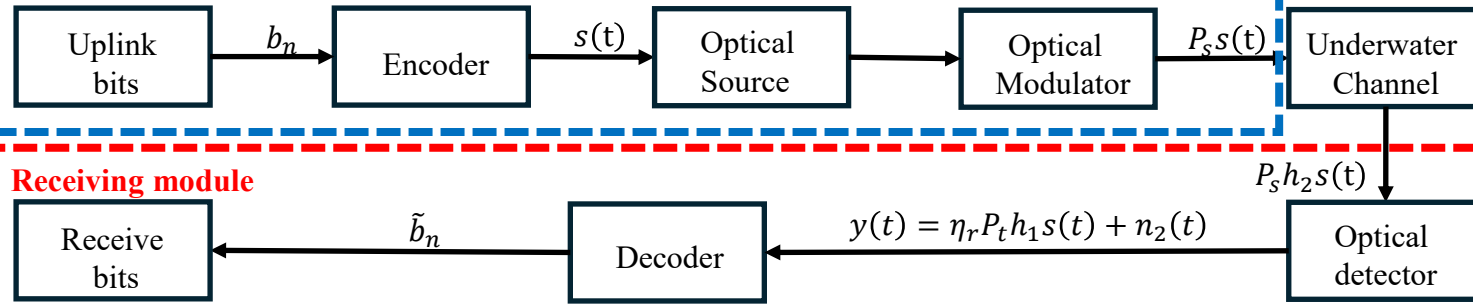 Uplink bits
b_n
Encoder
s(t)
Optical Source
Optical Modulator
P_s s(t)
Underwater Channel
P_s h_2 s(t)
Receiving module
Receive bits
b̃_n
Decoder
y(t) = η_r P_t h_1 s(t) + n_2(t)
Optical detector